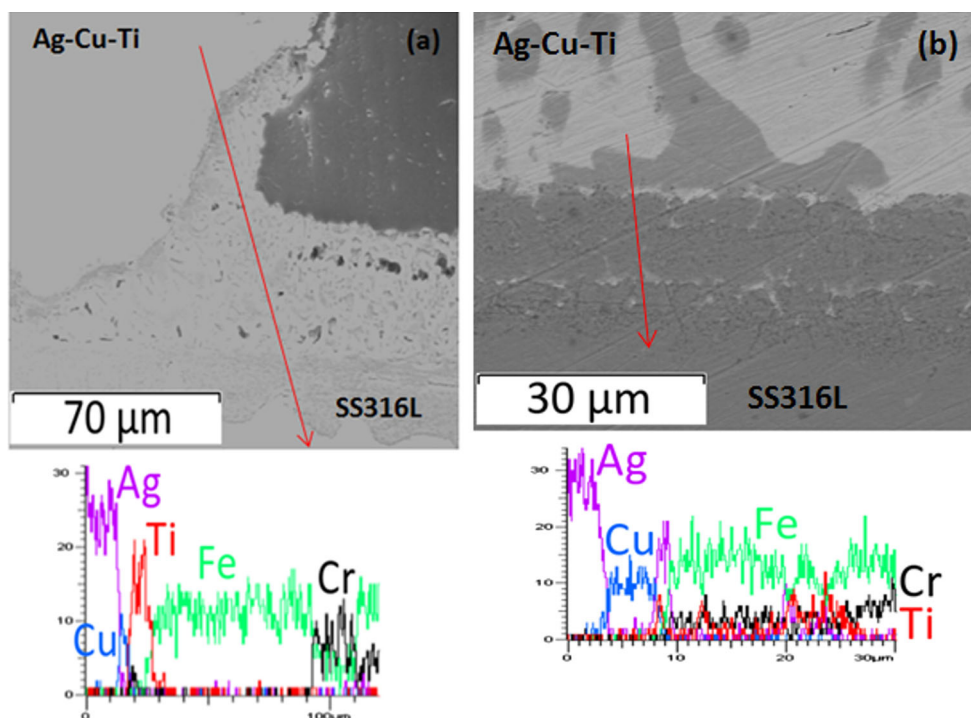 Ag-Cu-Ti (a)
70 µm
SS316L
30
20
10
0
Ag
Ti
Fe
Cr
Cu
0
100µm
Ag-Cu-Ti (b)
30 µm
SS316L
30
20
10
0
Ag
Cu
Fe
Cr
Ti
0 10 20 30µm